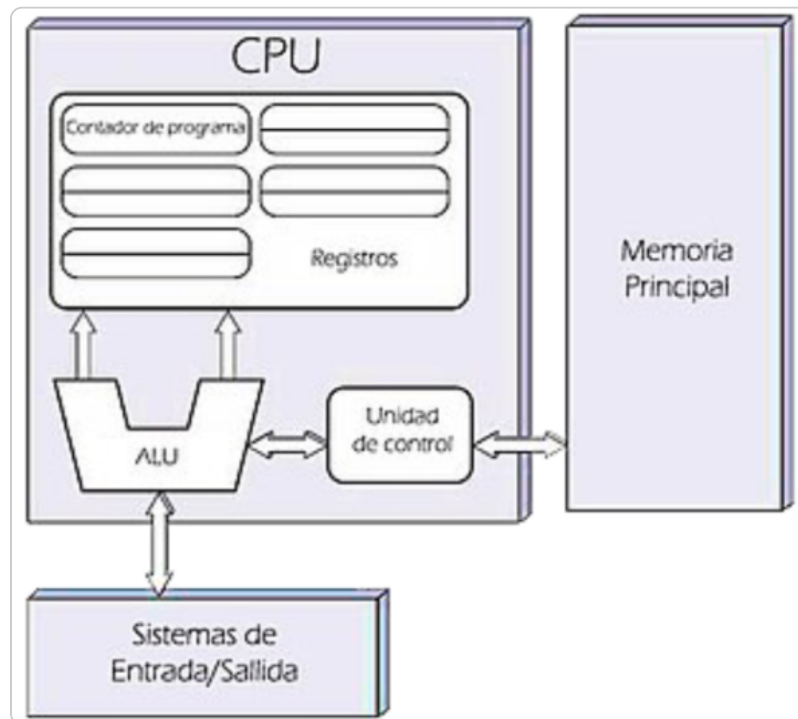 CPU
Contador de programa
Registros
Memoria
Principal
Unidad
de control
ALU
Sistemas de
Entrada/Sallida